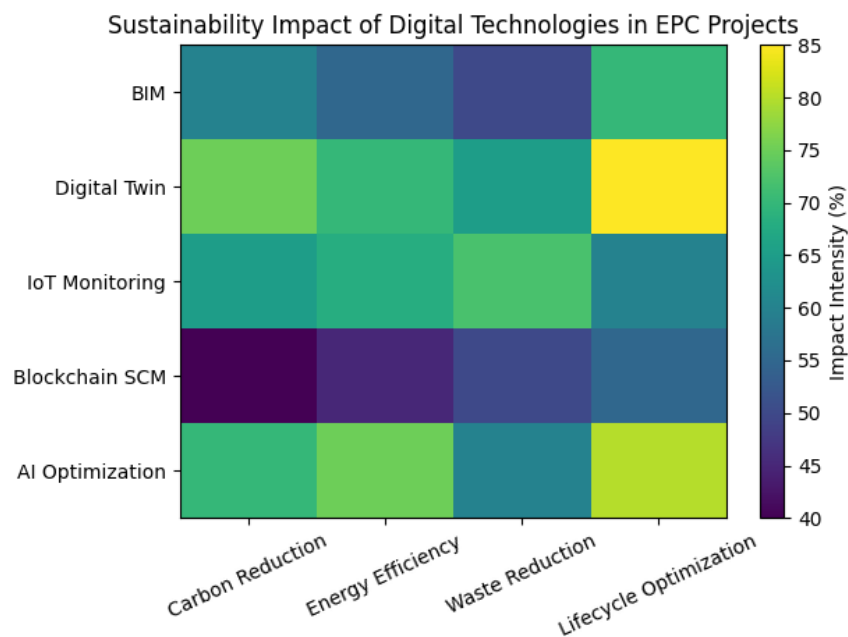 Sustainability Impact of Digital Technologies in EPC Projects
BIM
Digital Twin
IoT Monitoring
Blockchain SCM
AI Optimization
Carbon Reduction
Energy Efficiency
Waste Reduction
Lifecycle Optimization
85
80
75
70
65
60
55
50
45
40
Impact Intensity (%)